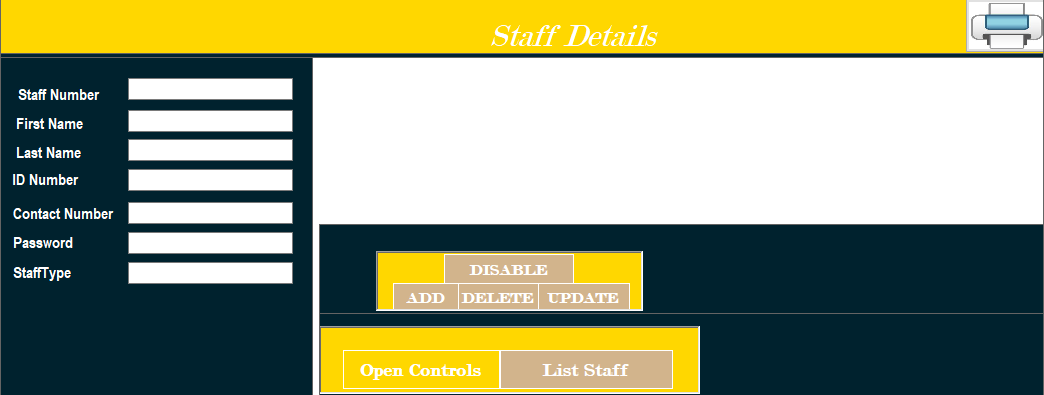 Staff Details
Staff Number
First Name
Last Name
ID Number
Contact Number
Password
StaffType
DISABLE
ADD DELETE UPDATE
Open Controls List Staff